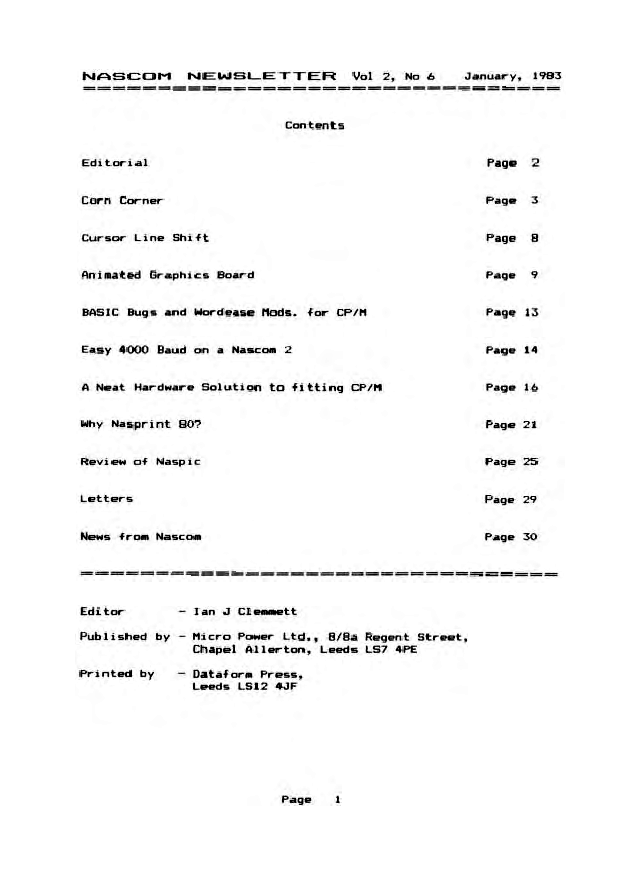 NASCOM NEWSLETTER Vol 2, No 6 January, 1983
Contents
Editorial Page 2
Corn Corner Page 3
Cursor Line Shift Page 8
Animated Graphics Board Page 9
BASIC Bugs and Wordease Mods. for CP/M Page 13
Easy 4000 Baud on a Nascom 2 Page 14
A Neat Hardware Solution to fitting CP/M Page 16
Why Nasprint 80? Page 21
Review of Naspic Page 25
Letters Page 29
News from Nascom Page 30
Editor - Ian J Clemmett
Published by - Micro Power Ltd., 8/8a Regent Street,
Chapel Allerton, Leeds LS7 4PE
Printed by - Dataform Press,
Leeds LS12 4JF
Page 1